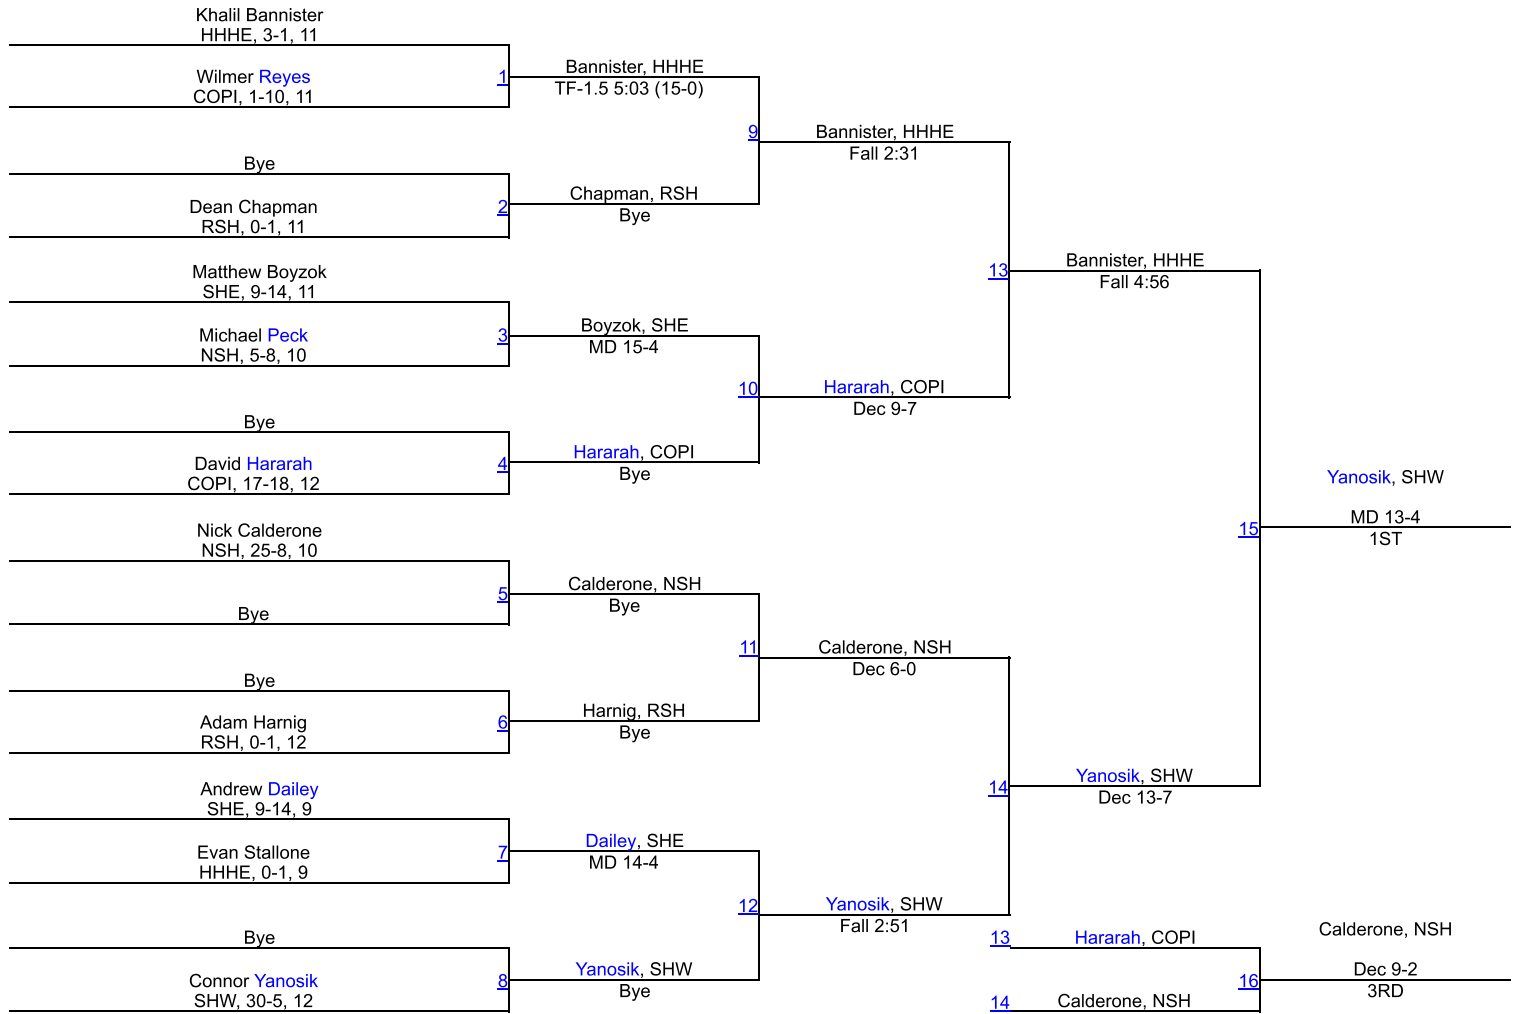 Khalil Bannister
HHHE, 3-1, 11
Wilmer Reyes
COPI, 1-10, 11
1
Bannister, HHHE
TF-1.5 5:03 (15-0)
Bye
Dean Chapman
RSH, 0-1, 11
2
Chapman, RSH
Bye
9
Bannister, HHHE
Fall 2:31
Matthew Boyzok
SHE, 9-14, 11
Michael Peck
NSH, 5-8, 10
3
Boyzok, SHE
MD 15-4
Bye
David Hararah
COPI, 17-18, 12
4
Hararah, COPI
Bye
10
Hararah, COPI
Dec 9-7
13
Bannister, HHHE
Fall 4:56
Nick Calderone
NSH, 25-8, 10
Bye
5
Calderone, NSH
Bye
Bye
Adam Harnig
RSH, 0-1, 12
6
Harnig, RSH
Bye
11
Calderone, NSH
Dec 6-0
Andrew Dailey
SHE, 9-14, 9
Evan Stallone
HHHE, 0-1, 9
7
Dailey, SHE
MD 14-4
Bye
Connor Yanosik
SHW, 30-5, 12
8
Yanosik, SHW
Bye
12
Yanosik, SHW
Fall 2:51
14
Yanosik, SHW
Dec 13-7
15
Yanosik, SHW
MD 13-4
1ST
13
Hararah, COPI
14
Calderone, NSH
16
Calderone, NSH
Dec 9-2
3RD